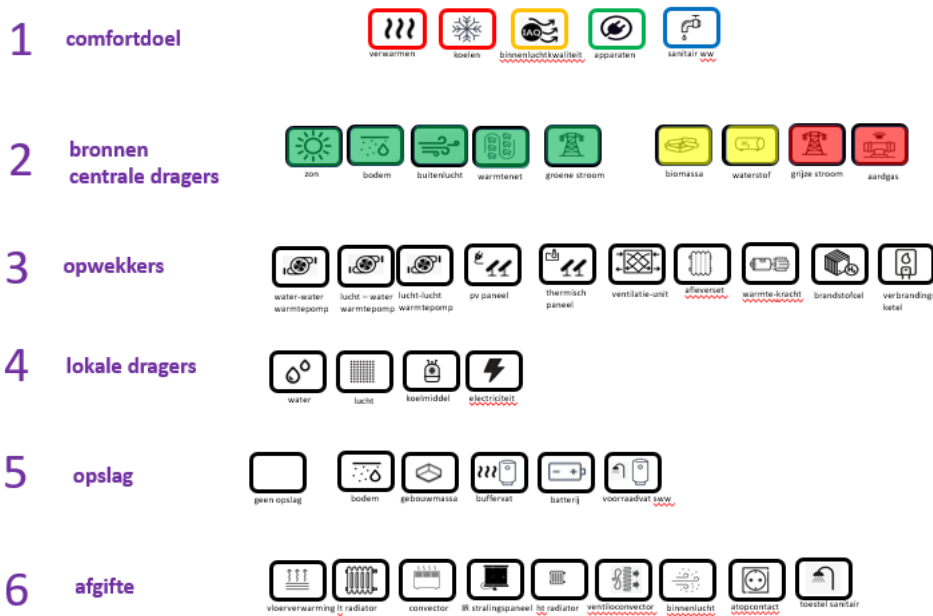 1 comfortdoel
verwarmen koelen binnenluchtkwaliteit apparaten sanitair ww
IAQ
2 bronnen
centrale dragers
zon bodem buitenlucht warmtenet groene stroom biomassa waterstof grijze stroom aardgas
3 opwekkers
water-water lucht – water lucht-lucht pv paneel thermisch ventilatie-unit afleverset warmte-kracht brandstofcel verbranding
warmtepomp warmtepomp warmtepomp paneel ketel
4 lokale dragers
water lucht koelmiddel electriciteit
5 opslag
geen opslag bodem gebouwmassa buffervat batterij voorraadvat sww
6 afgifte
vloerverwarming lt radiator convector IR stralingspaneel ht radiator ventiloconvector binnenlucht atopcontact toestel sanitair